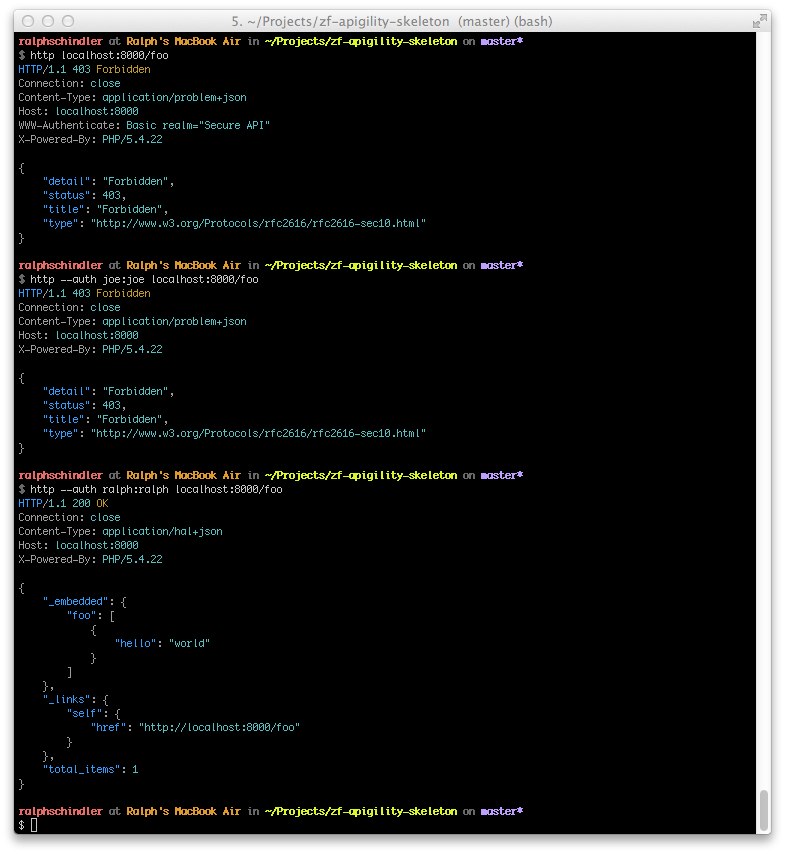 5. ~/Projects/zf-apigility-skeleton  (master) (bash)
ralphschindler at Ralph's MacBook Air in ~/Projects/zf-apigility-skeleton on master*
$ http localhost:8000/foo
HTTP/1.1 403 Forbidden
Connection: close
Content-Type: application/problem+json
Host: localhost:8000
WWW-Authenticate: Basic realm="Secure API"
X-Powered-By: PHP/5.4.22
{
    "detail": "Forbidden",
    "status": 403,
    "title": "Forbidden",
    "type": "http://www.w3.org/Protocols/rfc2616/rfc2616-sec10.html"
}
ralphschindler at Ralph's MacBook Air in ~/Projects/zf-apigility-skeleton on master*
$ http --auth joe:joe localhost:8000/foo
HTTP/1.1 403 Forbidden
Connection: close
Content-Type: application/problem+json
Host: localhost:8000
X-Powered-By: PHP/5.4.22
{
    "detail": "Forbidden",
    "status": 403,
    "title": "Forbidden",
    "type": "http://www.w3.org/Protocols/rfc2616/rfc2616-sec10.html"
}
ralphschindler at Ralph's MacBook Air in ~/Projects/zf-apigility-skeleton on master*
$ http --auth ralph:ralph localhost:8000/foo
HTTP/1.1 200 OK
Connection: close
Content-Type: application/hal+json
Host: localhost:8000
X-Powered-By: PHP/5.4.22
{
    "_embedded": {
        "foo": [
            {
                "hello": "world"
            }
        ]
    },
    "_links": {
        "self": {
            "href": "http://localhost:8000/foo"
        }
    },
    "total_items": 1
}
ralphschindler at Ralph's MacBook Air in ~/Projects/zf-apigility-skeleton on master*
$